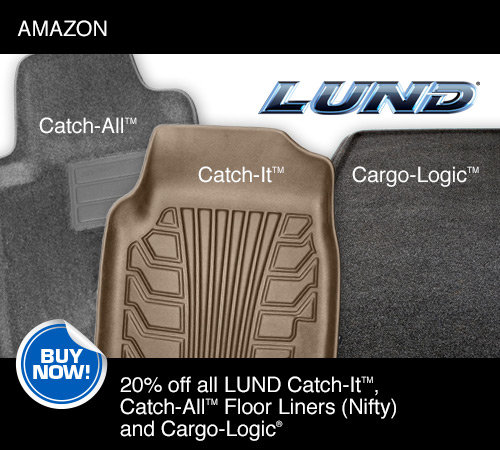 AMAZON
LUND®
Catch-All™
Catch-It™
Cargo-Logic™
BUY
NOW!
20% off all LUND Catch-It™,
Catch-All™ Floor Liners (Nifty)
and Cargo-Logic®